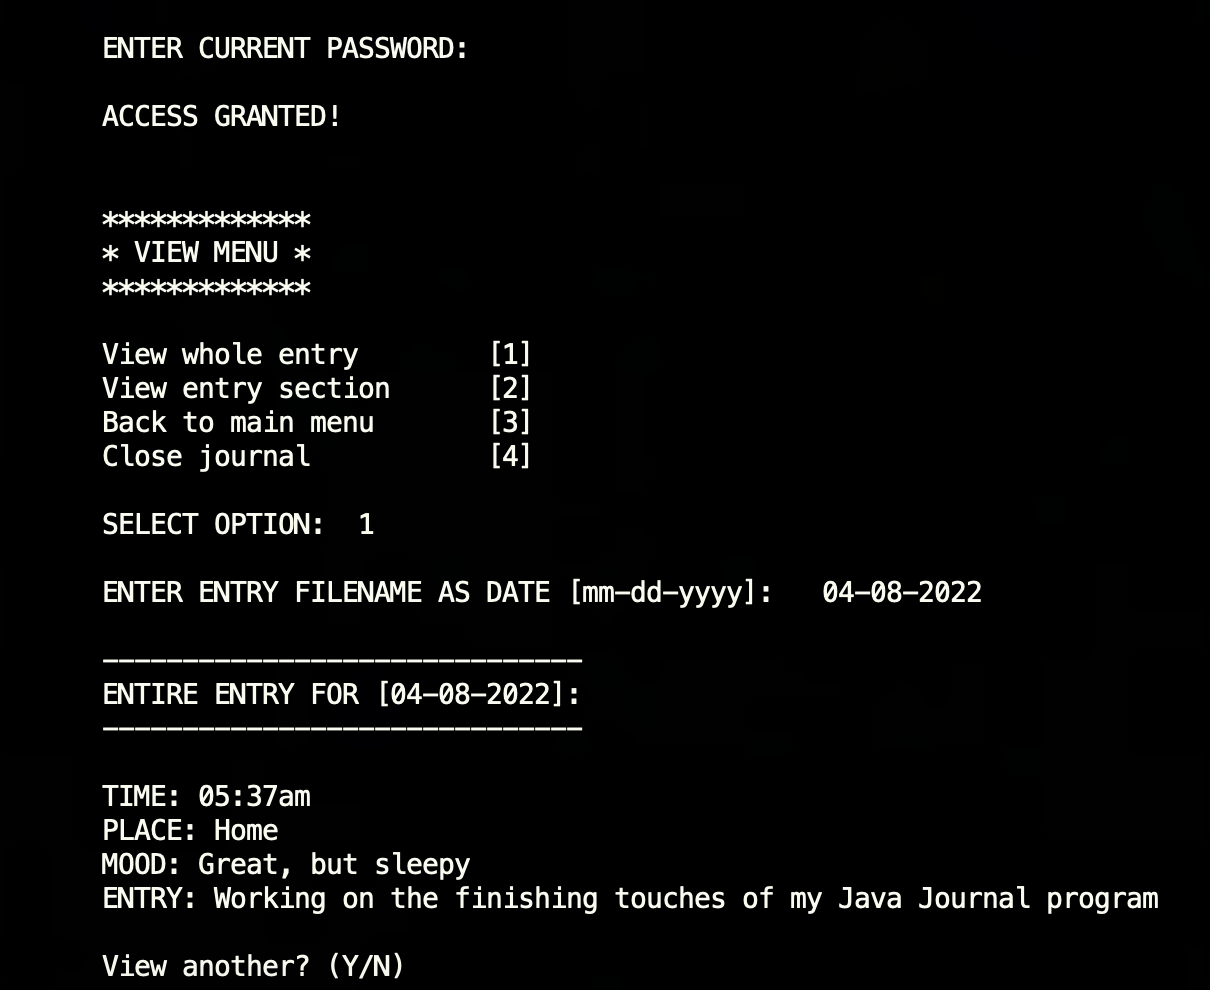 ENTER CURRENT PASSWORD:
ACCESS GRANTED!
*************
* VIEW MENU *
*************
View whole entry [1]
View entry section [2]
Back to main menu [3]
Close journal [4]
SELECT OPTION: 1
ENTER ENTRY FILENAME AS DATE [mm-dd-yyyy]: 04-08-2022
------------------------------
ENTIRE ENTRY FOR [04-08-2022]:
------------------------------
TIME: 05:37am
PLACE: Home
MOOD: Great, but sleepy
ENTRY: Working on the finishing touches of my Java Journal program
View another? (Y/N)